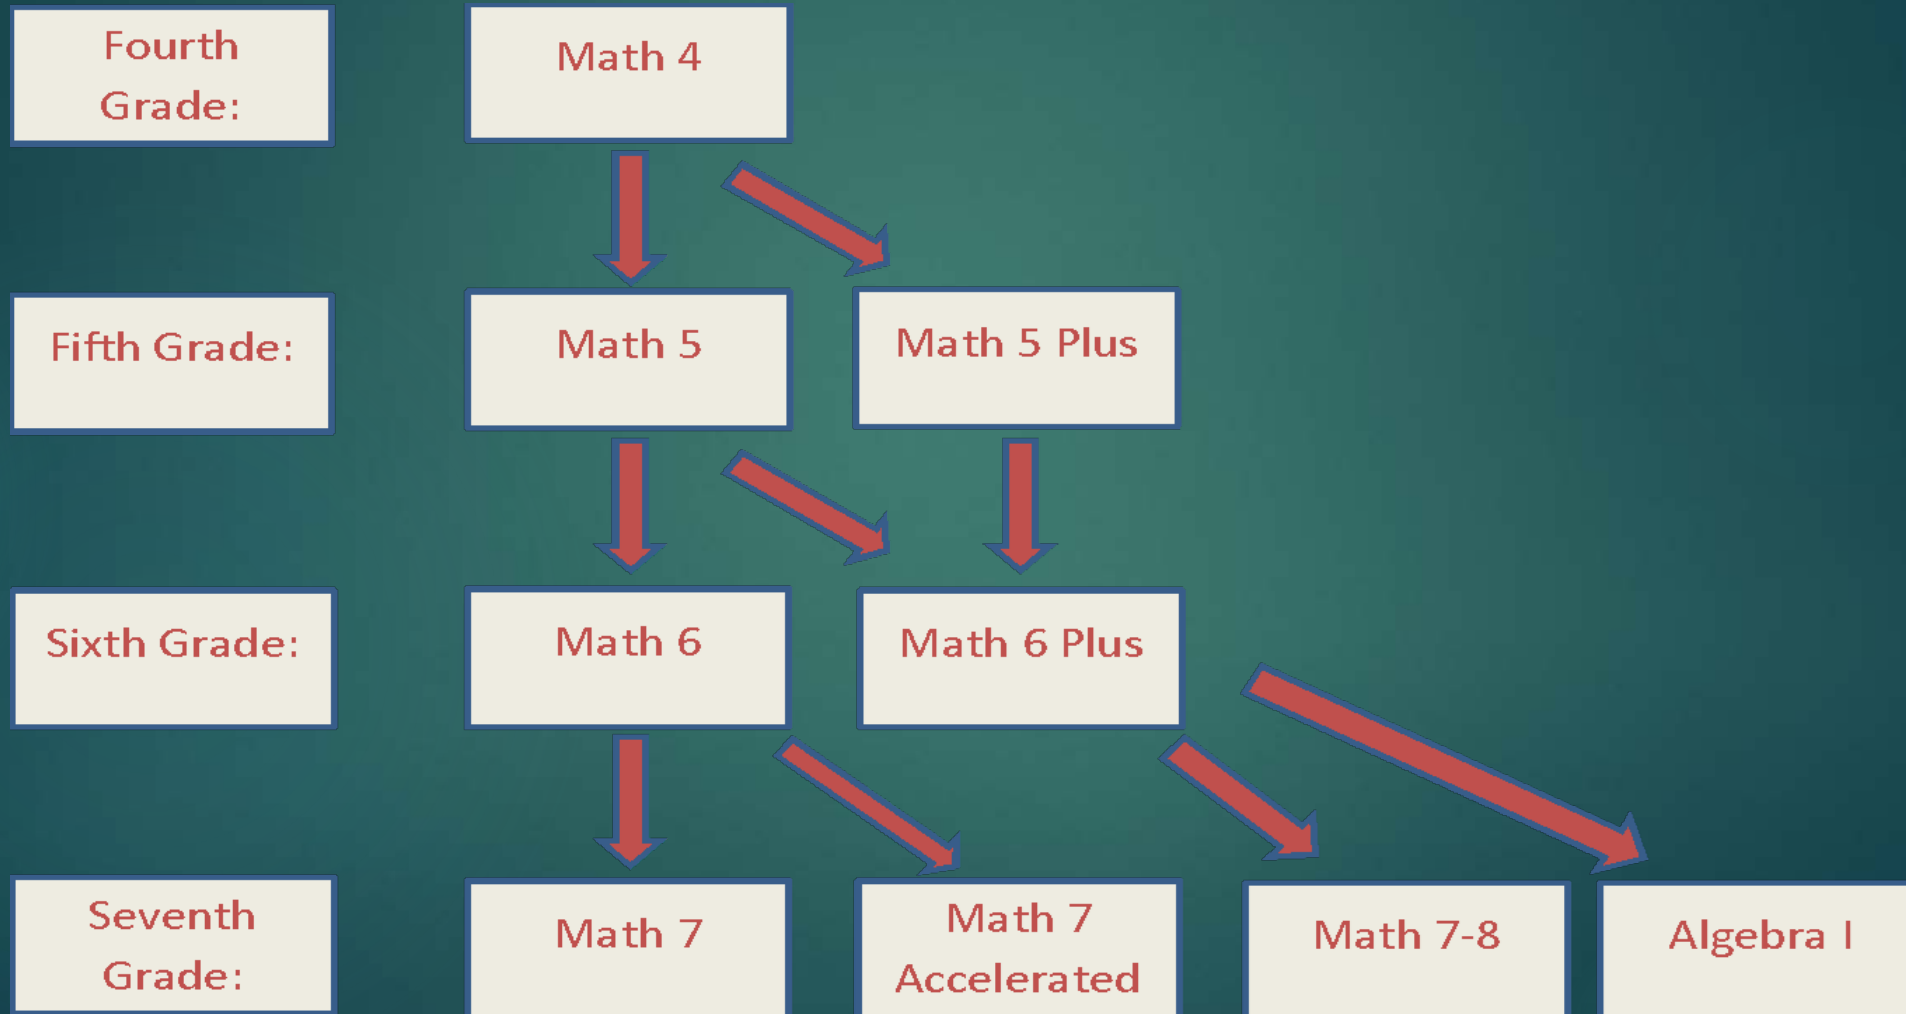 Fourth
Grade:
Math 4
Fifth Grade:
Math 5
Math 5 Plus
Sixth Grade:
Math 6
Math 6 Plus
Seventh
Grade:
Math 7
Math 7
Accelerated
Math 7-8
Algebra I